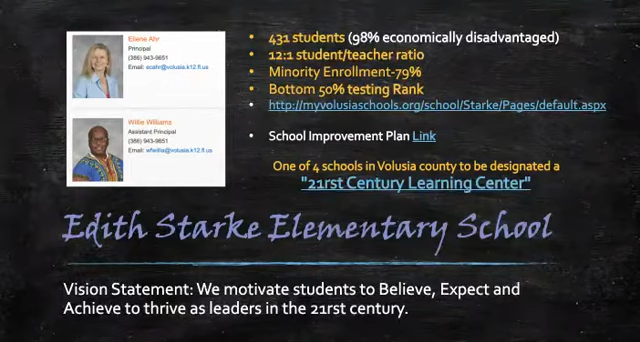 Eliene Ahr
Principal
(386) 943-9651
Email: eoahr@volusia.k12.fl.us
Willie Williams
Assistant Principal
(386) 943-9651
Email: whwillia@volusia.k12.fl.us
• 431 students (98% economically disadvantaged)
• 12:1 student/teacher ratio
• Minority Enrollment-79%
• Bottom 50% testing Rank
• http://myvolusiaschools.org/school/Starke/Pages/default.aspx
• School Improvement Plan Link
One of 4 schools in Volusia county to be designated a
"21rst Century Learning Center"
Edith Starke Elementary School
Vision Statement: We motivate students to Believe, Expect and
Achieve to thrive as leaders in the 21rst century.